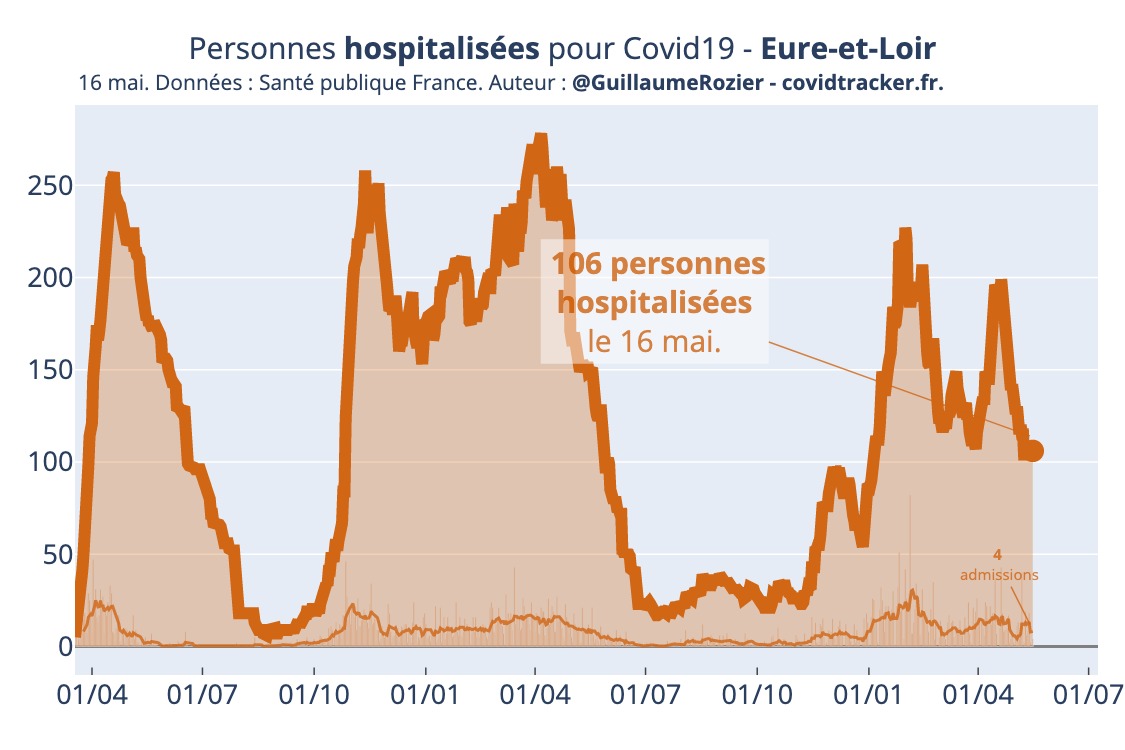 Personnes hospitalisées pour Covid19 - Eure-et-Loir
16 mai. Données : Santé publique France. Auteur : @GuillaumeRozier - covidtracker.fr.
250
200
150
100
50
0
106 personnes
hospitalisées
le 16 mai.
4
admissions
01/04 01/07 01/10 01/01 01/04 01/07 01/10 01/01 01/04 01/07